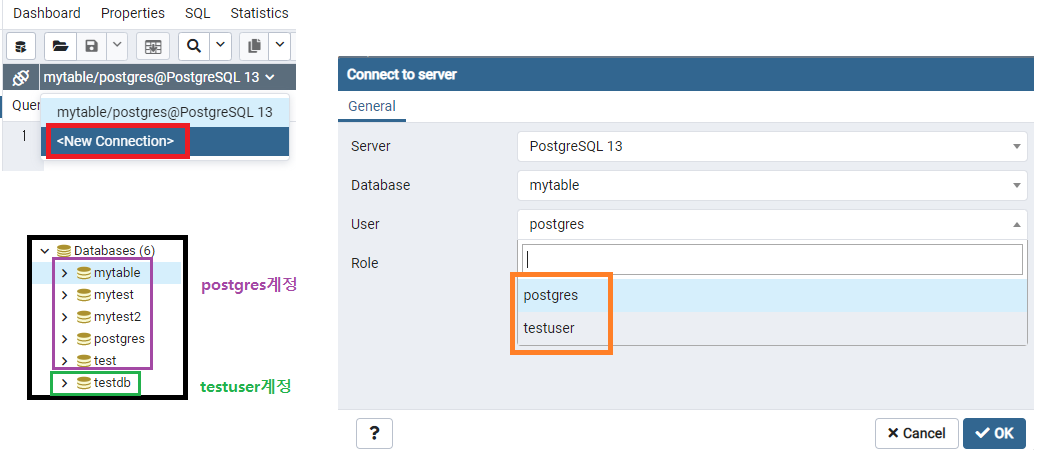 Dashboard Properties SQL Statistics
mytable/postgres@PostgreSQL 13
Quer
mytable/postgres@PostgreSQL 13
1
<New Connection>
Databases (6)
mytable
mytest
mytest2
postgres
test
testdb
postgres계정
testuser계정
Connect to server
General
Server PostgreSQL 13
Database mytable
User postgres
Role
postgres
testuser
?
Cancel
OK